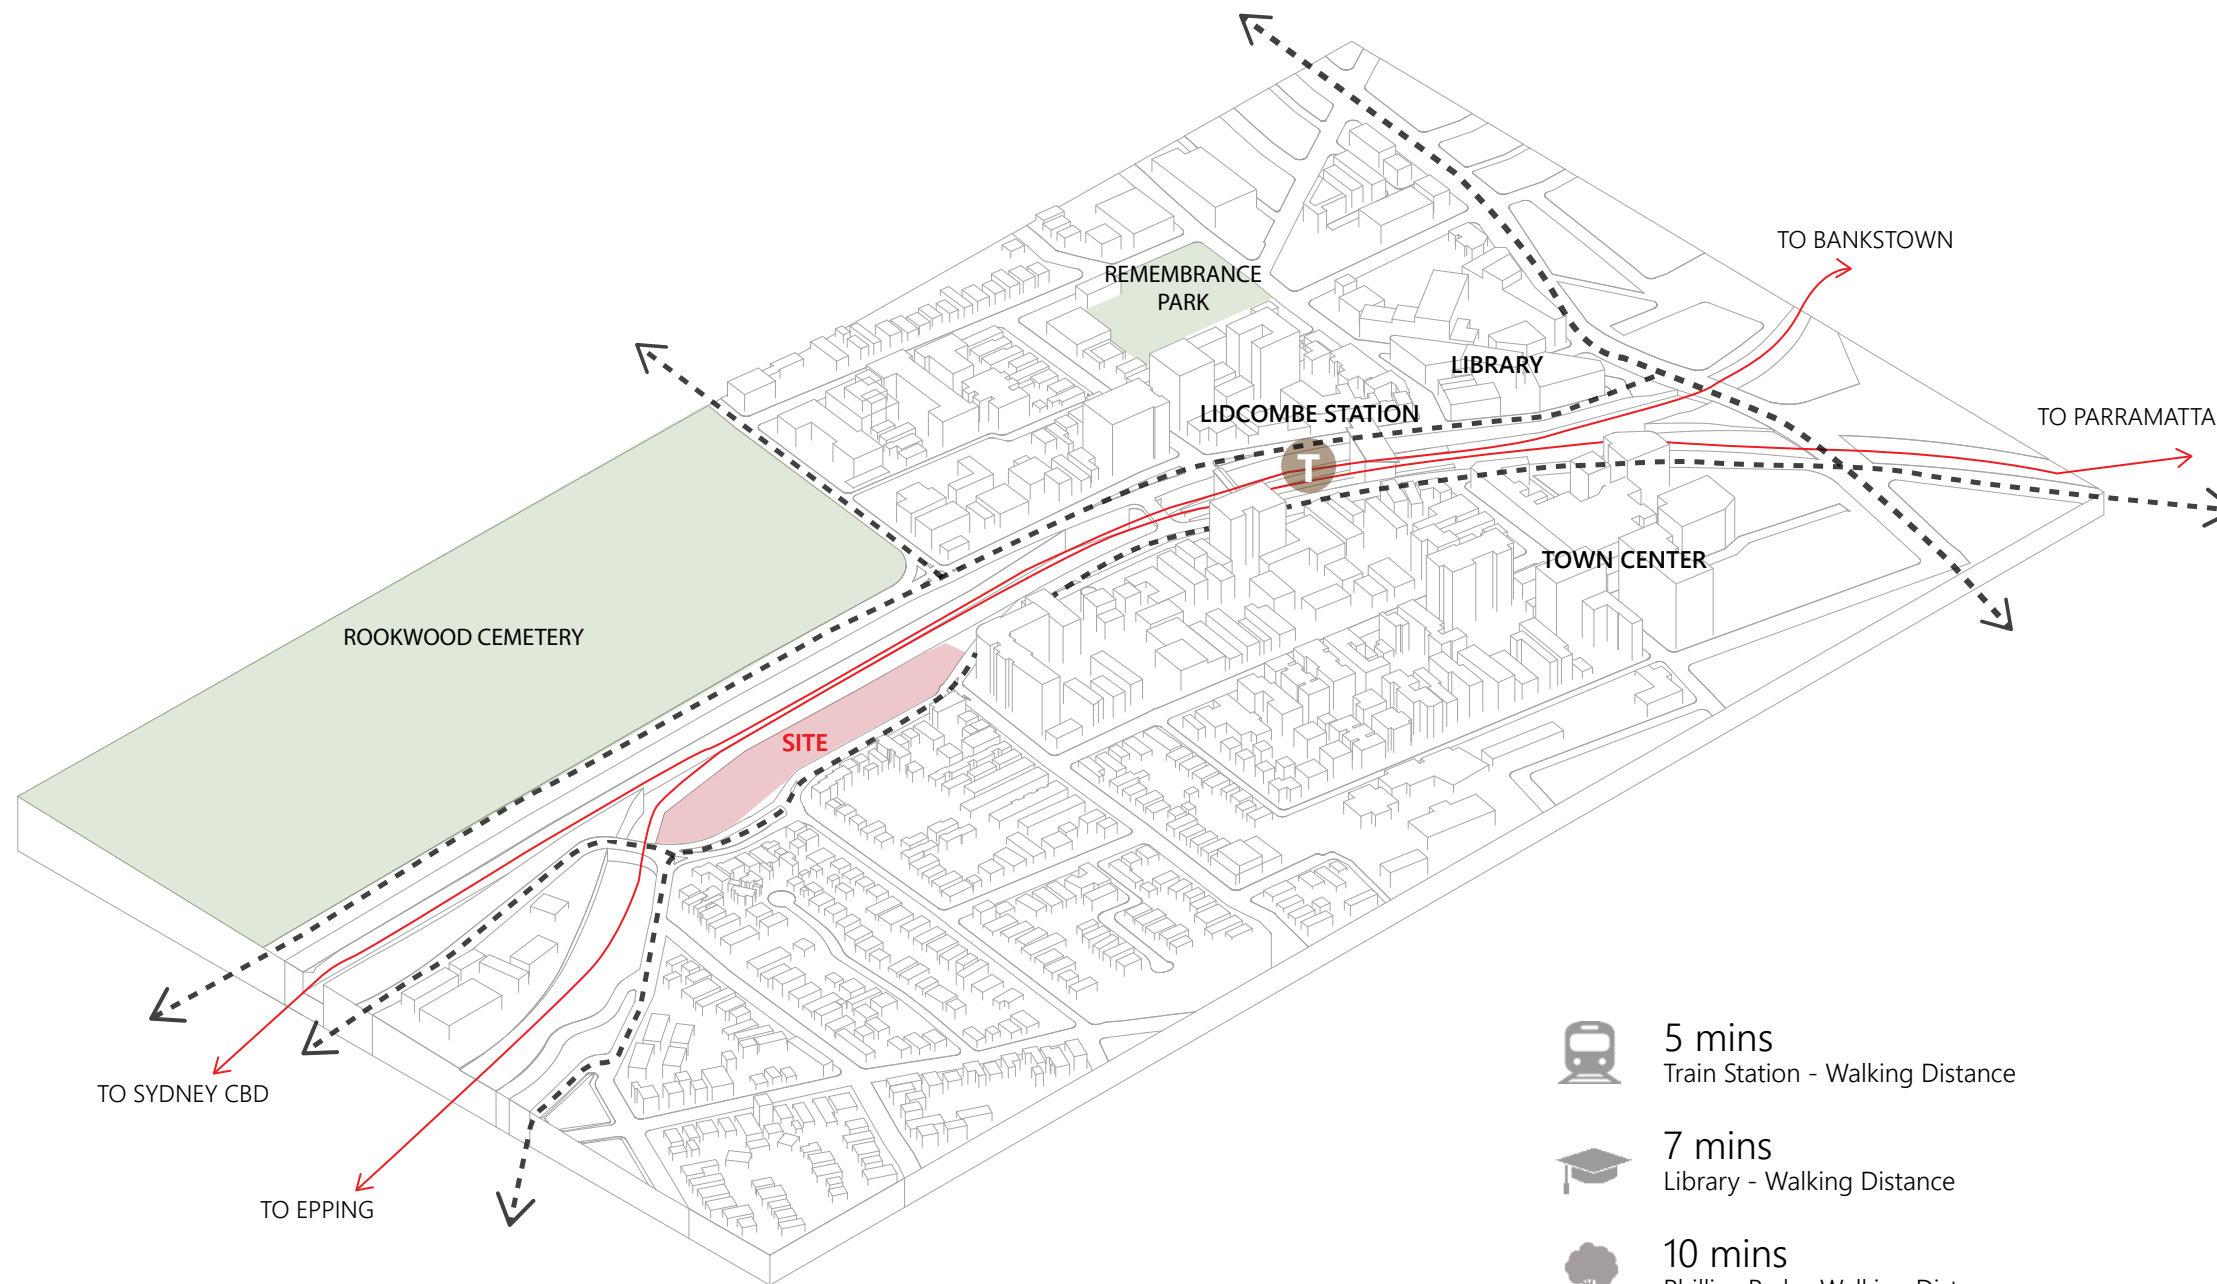 TO BANKSTOWN
REMEMBRANCE
PARK
LIBRARY
LIDCOMBE STATION
TO PARRAMATTA
T
TOWN CENTER
ROOKWOOD CEMETERY
SITE
TO SYDNEY CBD
TO EPPING
5 mins
Train Station - Walking Distance
7 mins
Library - Walking Distance
10 mins